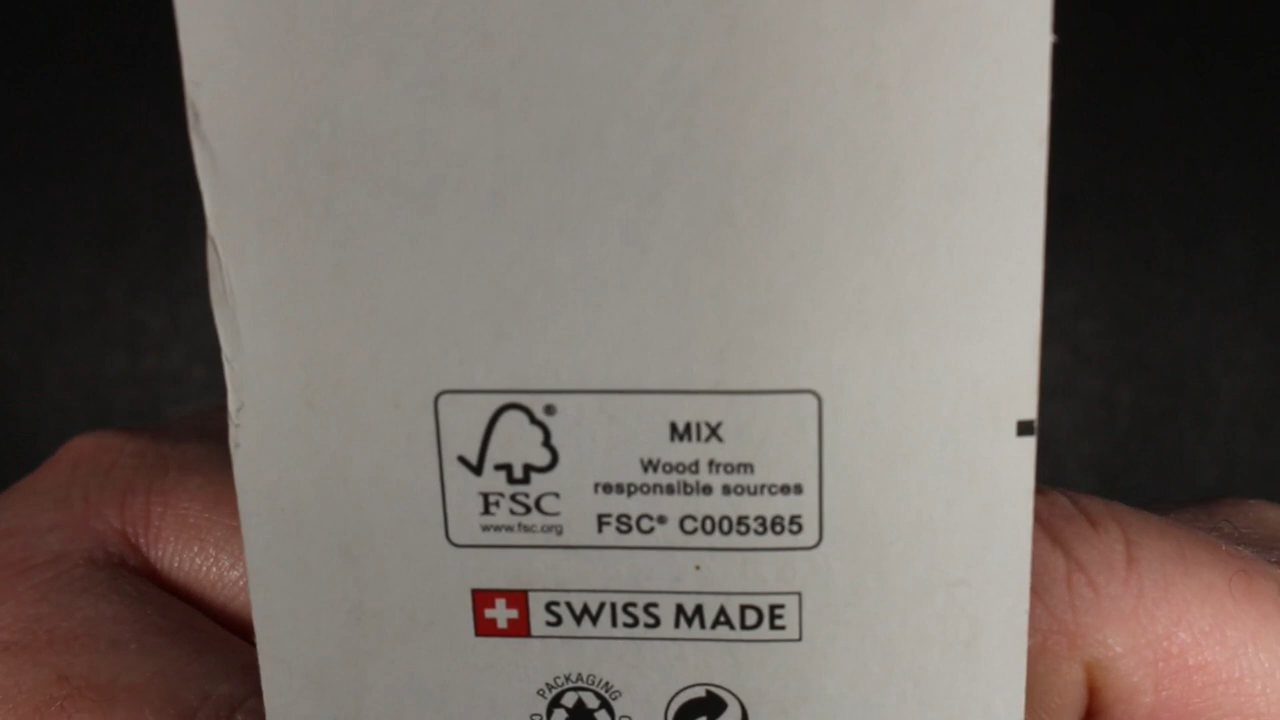 MIX
Wood from
responsible sources
FSC® C005365
®
FSC
www.fsc.org
SWISS MADE
PACKAGING